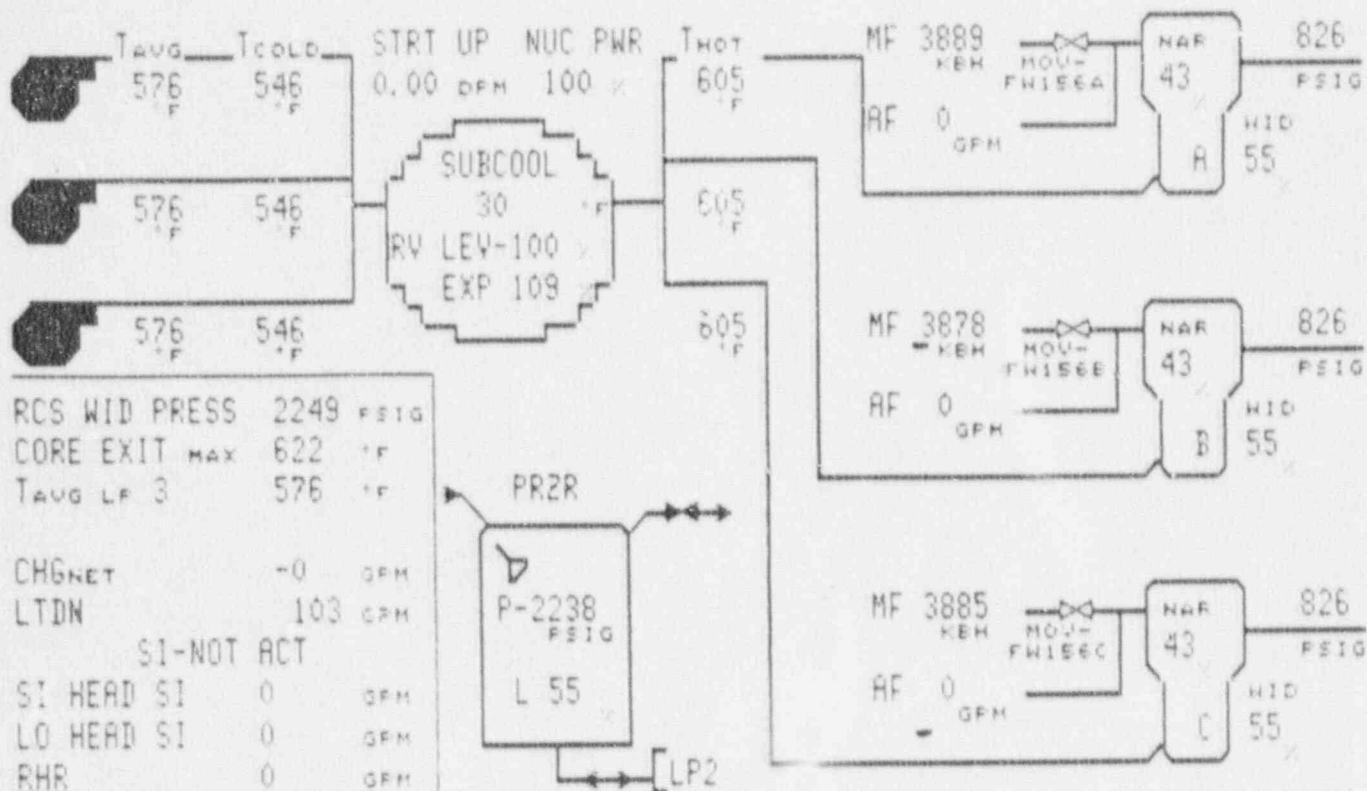 TAVG TCOLD STRT UP NUC PWR THOT
576 °F 546 °F 0.00 DPM 100 % 605 °F
576 °F 546 °F 605 °F
576 °F 546 °F 605 °F
SUBCOOL
30 °F
RV LEV-100 %
EXP 109 %
MF 3889 KBH
MOV-
FW156A
AF 0 GPM
NAR
43 %
A
826
PSIG
WID
55 %
MF 3878 KBH
MOV-
FW156B
AF 0 GPM
NAR
43 %
B
826
PSIG
WID
55 %
MF 3885 KBH
MOV-
FW156C
AF 0 GPM
NAR
43 %
C
826
PSIG
WID
55 %
RCS WID PRESS 2249 PSIG
CORE EXIT MAX 622 °F
TAVG LP 3 576 °F
CHGNET -0 GPM
LTDN 103 GPM
SI-NOT ACT
SI HEAD SI 0 GPM
LO HEAD SI 0 GPM
RHR 0 GPM
PRZR
P-2238
PSIG
L 55 %
LP2